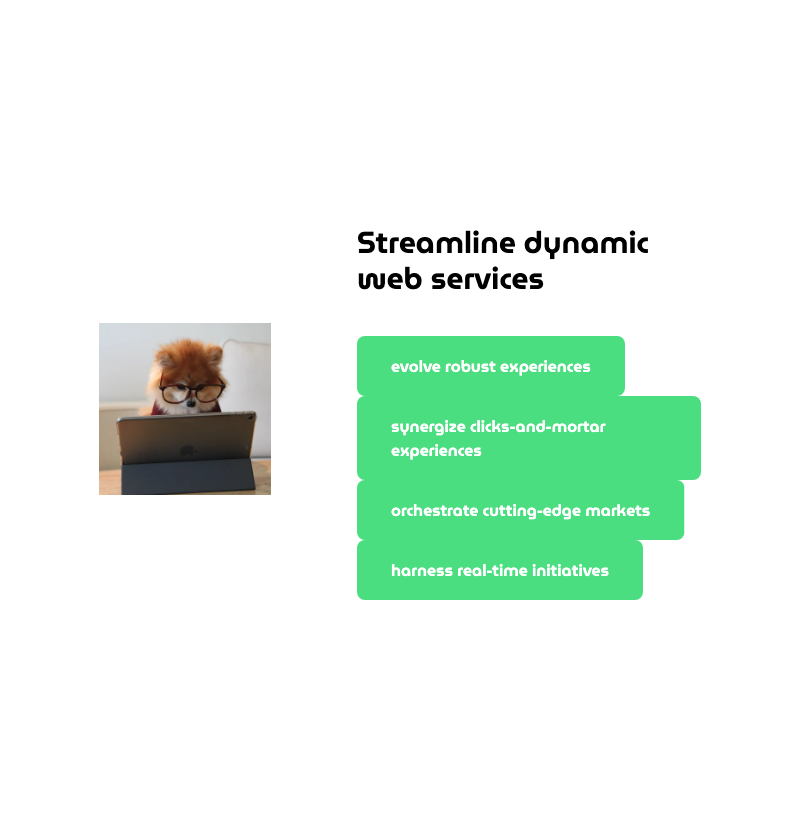 Streamline dynamic
web services
evolve robust experiences
synergize clicks-and-mortar
experiences
orchestrate cutting-edge markets
harness real-time initiatives